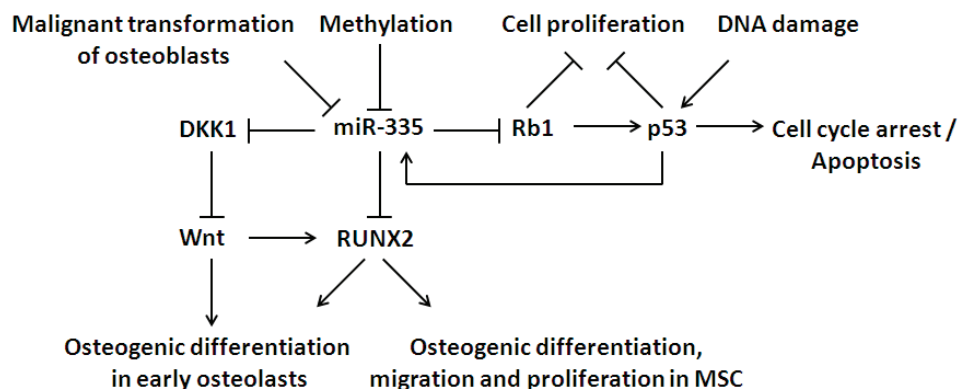 Malignant transformation of osteoblasts
Methylation
Cell proliferation
DNA damage
DKK1
miR-335
Rb1
p53
Cell cycle arrest /
Apoptosis
Wnt
RUNX2
Osteogenic differentiation
in early osteolasts
Osteogenic differentiation,
migration and proliferation in MSC